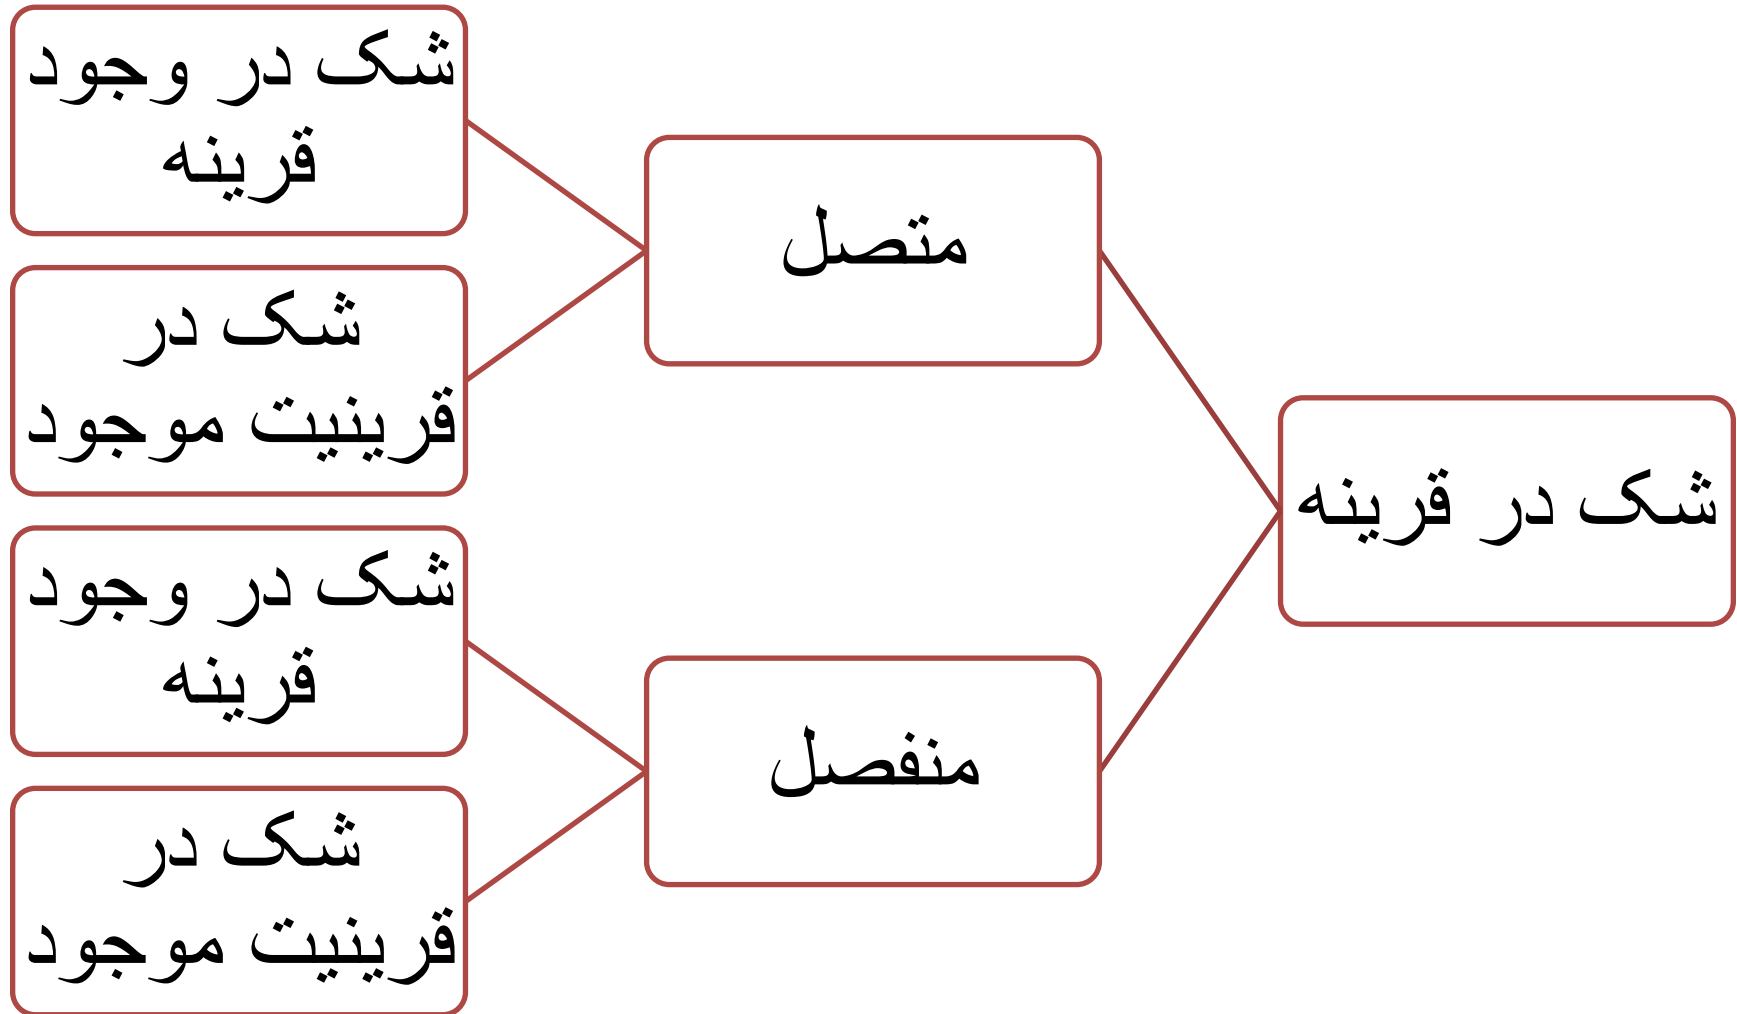 شک در قرینه
متصل
شک در وجود
قرینه
شک در
قرینیت موجود
منفصل
شک در وجود
قرینه
شک در
قرینیت موجود